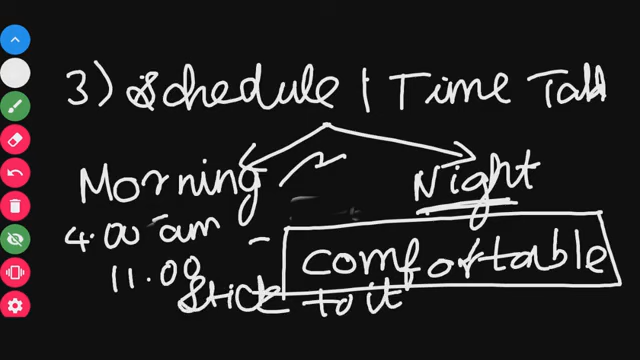 3) Schedule | Time Tabl
Morning Night
4.00 am
comfortable
11.00
Stick to it